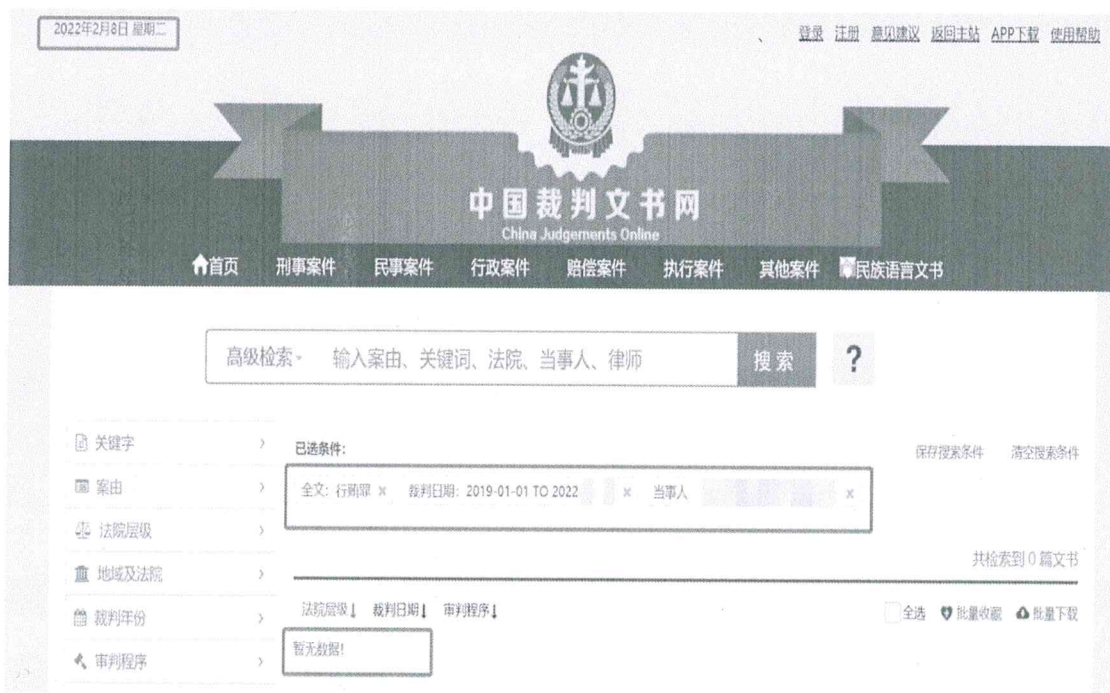 2022年2月8日 星期二
登录 注册 意见建议 返回主站 APP下载 使用帮助
中国裁判文书网
China Judgements Online
首页 刑事案件 民事案件 行政案件 赔偿案件 执行案件 其他案件 民族语言文书
高级检索 输入案由、关键词、法院、当事人、律师 搜索 ?
关键字
已选条件:
保存搜索条件 清空搜索条件
案由
全文: 行贿罪 × 裁判日期: 2019-01-01 TO 2022 × 当事人 ×
法院层级
共检索到 0 篇文书
地域及法院
法院层级↓ 裁判日期↓ 审判程序↓
全选 批量收藏 批量下载
裁判年份
暂无数据!
审判程序